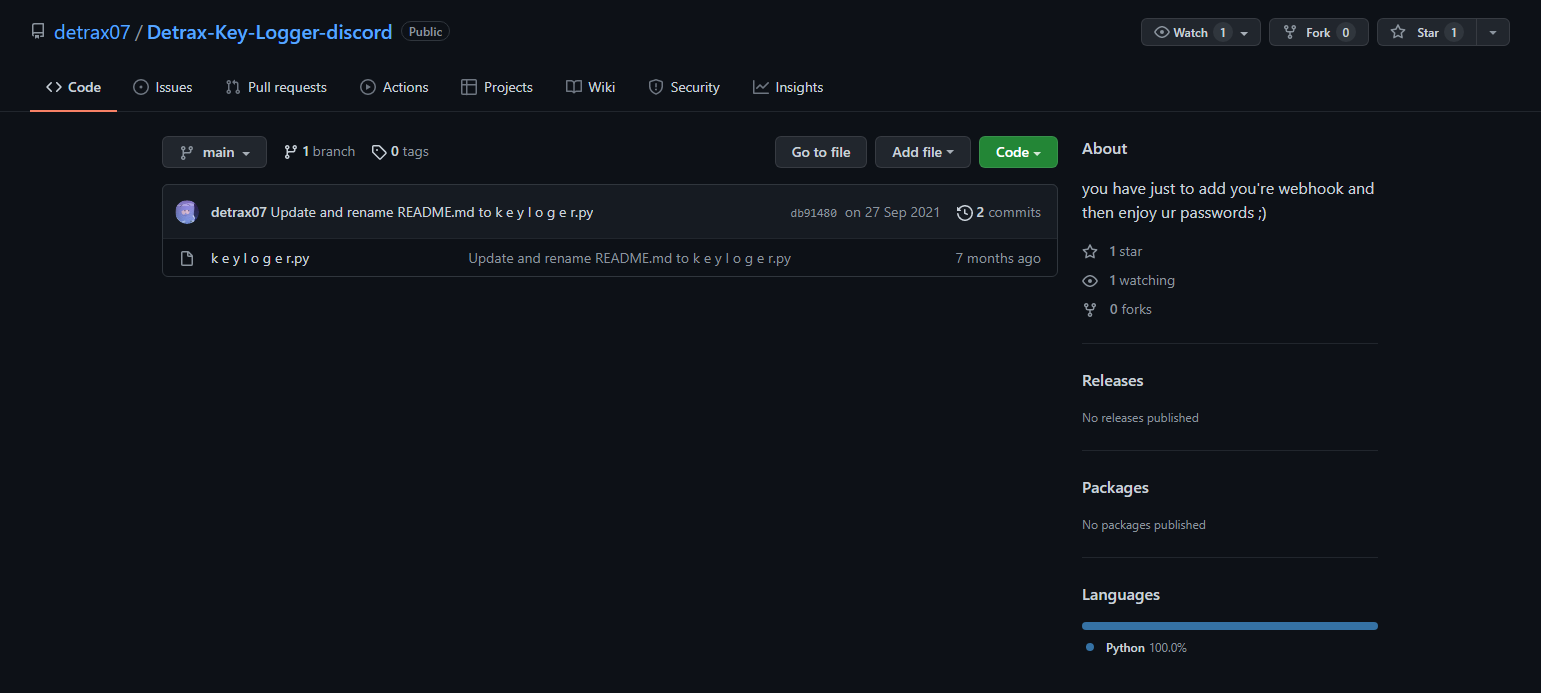 detrax07 / Detrax-Key-Logger-discord Public
Watch 1 Fork 0 Star 1
Code Issues Pull requests Actions Projects Wiki Security Insights
main 1 branch 0 tags Go to file Add file Code
detrax07 Update and rename README.md to k e y l o g e r.py db91480 on 27 Sep 2021 2 commits
k e y l o g e r.py Update and rename README.md to k e y l o g e r.py 7 months ago
About
you have just to add you're webhook and
then enjoy ur passwords ;)
1 star
1 watching
0 forks
Releases
No releases published
Packages
No packages published
Languages
Python 100.0%